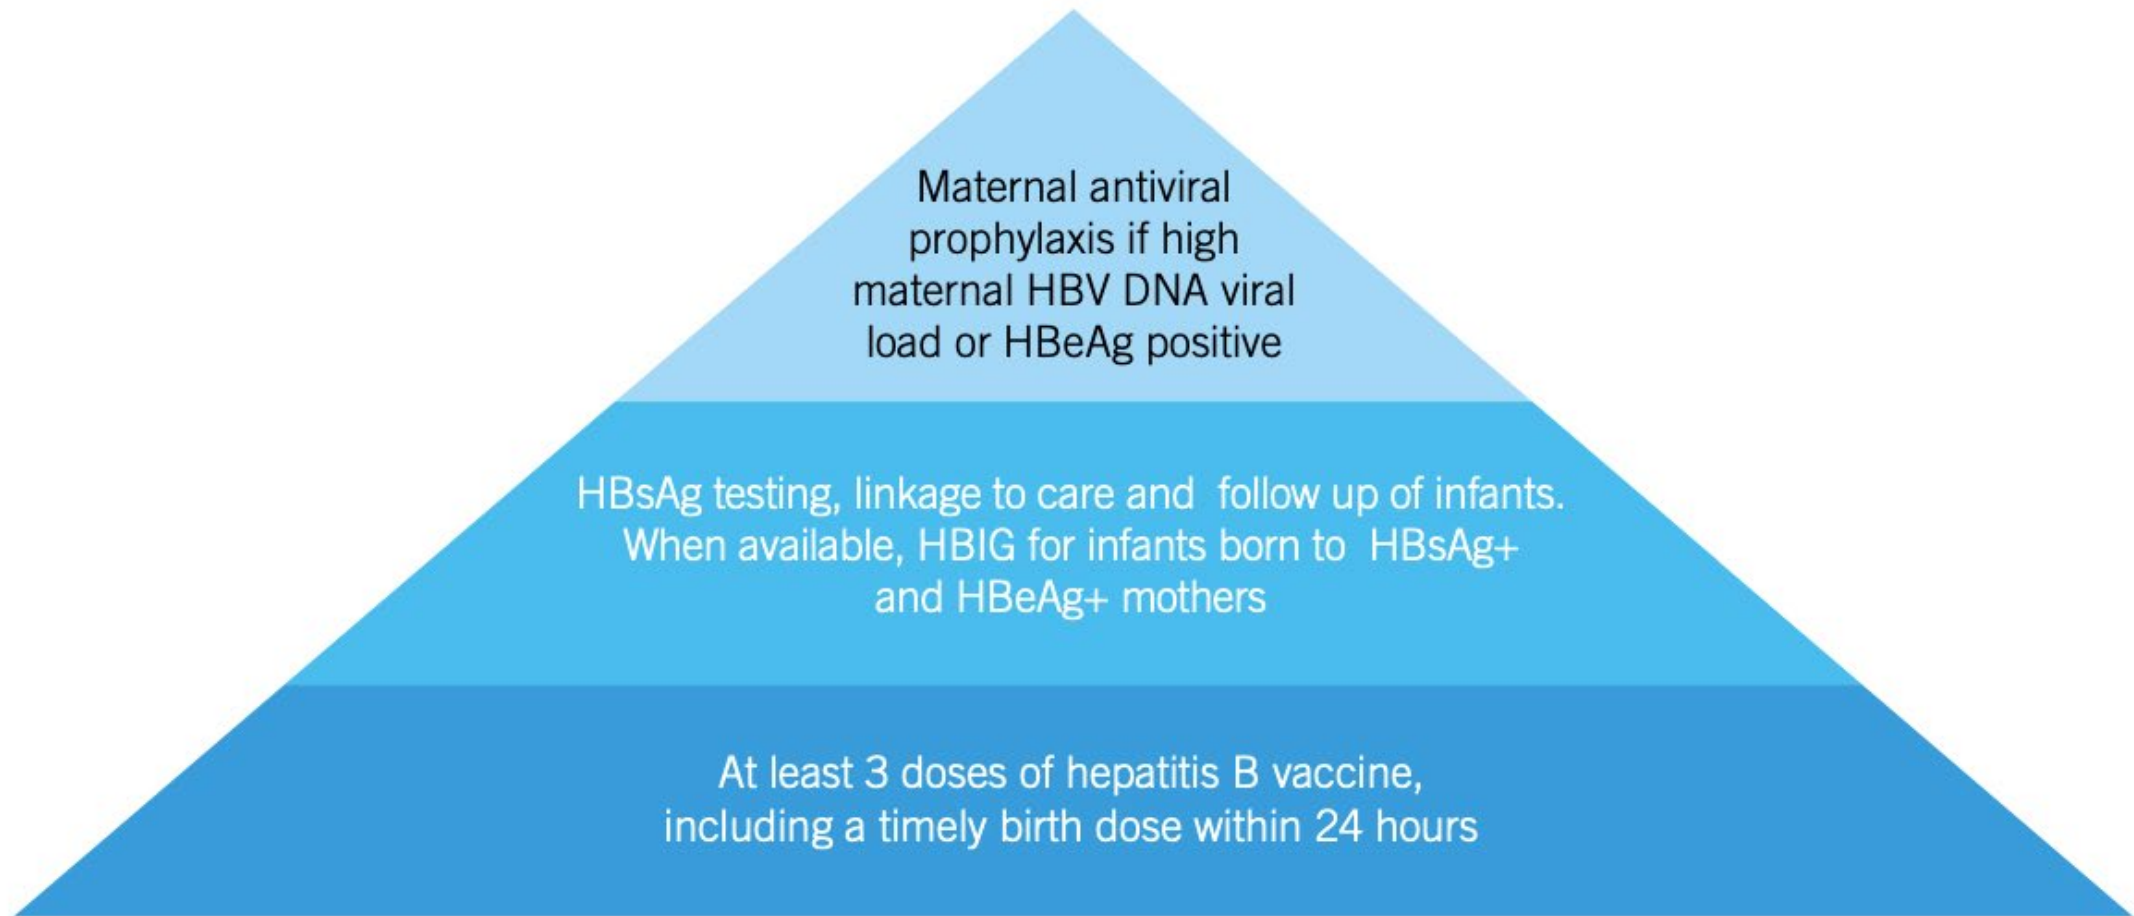 Maternal antiviral
prophylaxis if high
maternal HBV DNA viral
load or HBeAg positive
HBsAg testing, linkage to care and follow up of infants.
When available, HBIG for infants born to HBsAg+
and HBeAg+ mothers
At least 3 doses of hepatitis B vaccine,
including a timely birth dose within 24 hours